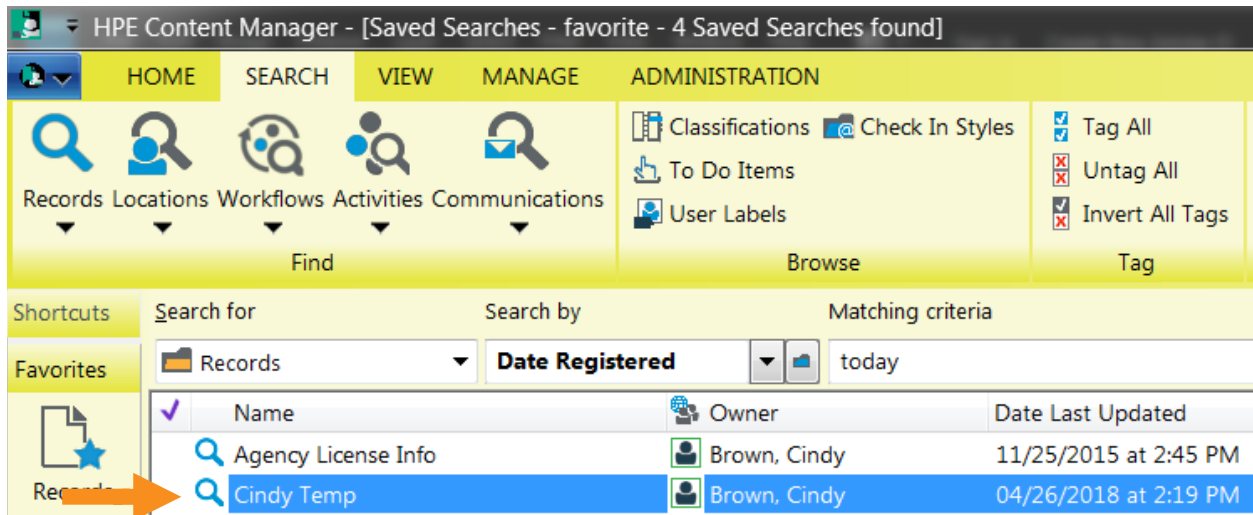 HPE Content Manager - [Saved Searches - favorite - 4 Saved Searches found]
HOME SEARCH VIEW MANAGE ADMINISTRATION
Records Locations Workflows Activities Communications
Find
Classifications Check In Styles
To Do Items
User Labels
Browse
Tag All
Untag All
Invert All Tags
Tag
Shortcuts
Favorites
Records
Search for Search by Matching criteria
Records Date Registered today
Name Owner Date Last Updated
Agency License Info Brown, Cindy 11/25/2015 at 2:45 PM
Cindy Temp Brown, Cindy 04/26/2018 at 2:19 PM